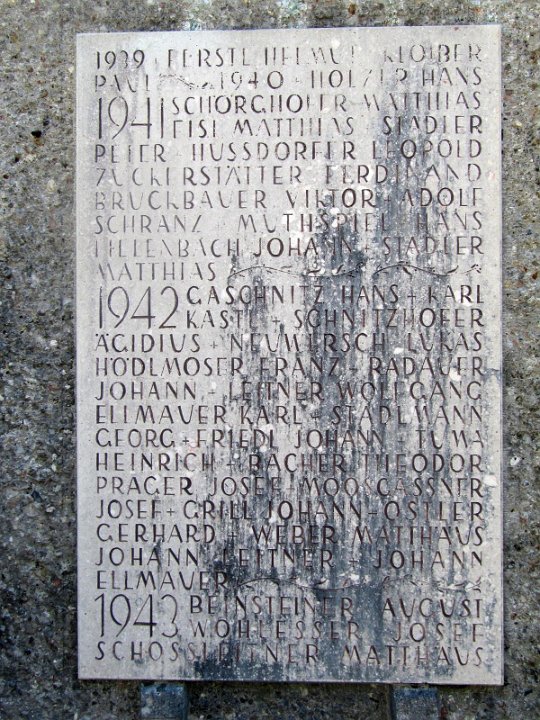 1939 FERSTL HELMUT KLOIBER
PAUL 1940 + HOLZER HANS
1941 SCHÖRGHOFER MATTHIAS
EISL MATTHIAS STADLER
PETER + HUSSDORFER LEOPOLD
ZUCKERSTÄTTER FERDINAND
BRUCKBAUER VIKTOR + ADOLF
SCHRANZ + MUTHSPIEL HANS
JOHANN + STADLER
MATTHIAS
1942 GASCHNITZ HANS + KARL
KASTL + SCHNITZHOFER
ÄGIDIUS + NEUWERSCH LUKAS
HÖDLMOSER FRANZ + RADAUER
JOHANN + LEITNER WOLFGANG
ELLMAUER KARL + STADLMANN
GEORG + FRIEDL JOHANN + TUMA
HEINRICH + RACHER THEODOR
PRAGER JOSEF MOOSGASSNER
JOSEF + GRILL JOHANN + OSTLER
GERHARD + WEBER MATTHÄUS
JOHANN LEITNER + JOHANN
ELLMAUER
1943 BEINSTEINER AUGUST
WOHLESSER JOSEF
SCHOSSLEITNER MATTHÄUS